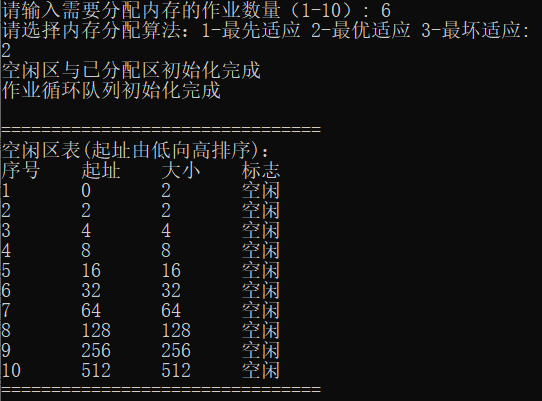 请输入需要分配内存的作业数量（1-10）: 6
请选择内存分配算法: 1-最先适应 2-最优适应 3-最坏适应:
2
空闲区与已分配区初始化完成
作业循环队列初始化完成
================================
空闲区表(起址由低向高排序):
序号 起址 大小 标志
1 0 2 空闲
2 2 2 空闲
3 4 4 空闲
4 8 8 空闲
5 16 16 空闲
6 32 32 空闲
7 64 64 空闲
8 128 128 空闲
9 256 256 空闲
10 512 512 空闲
================================